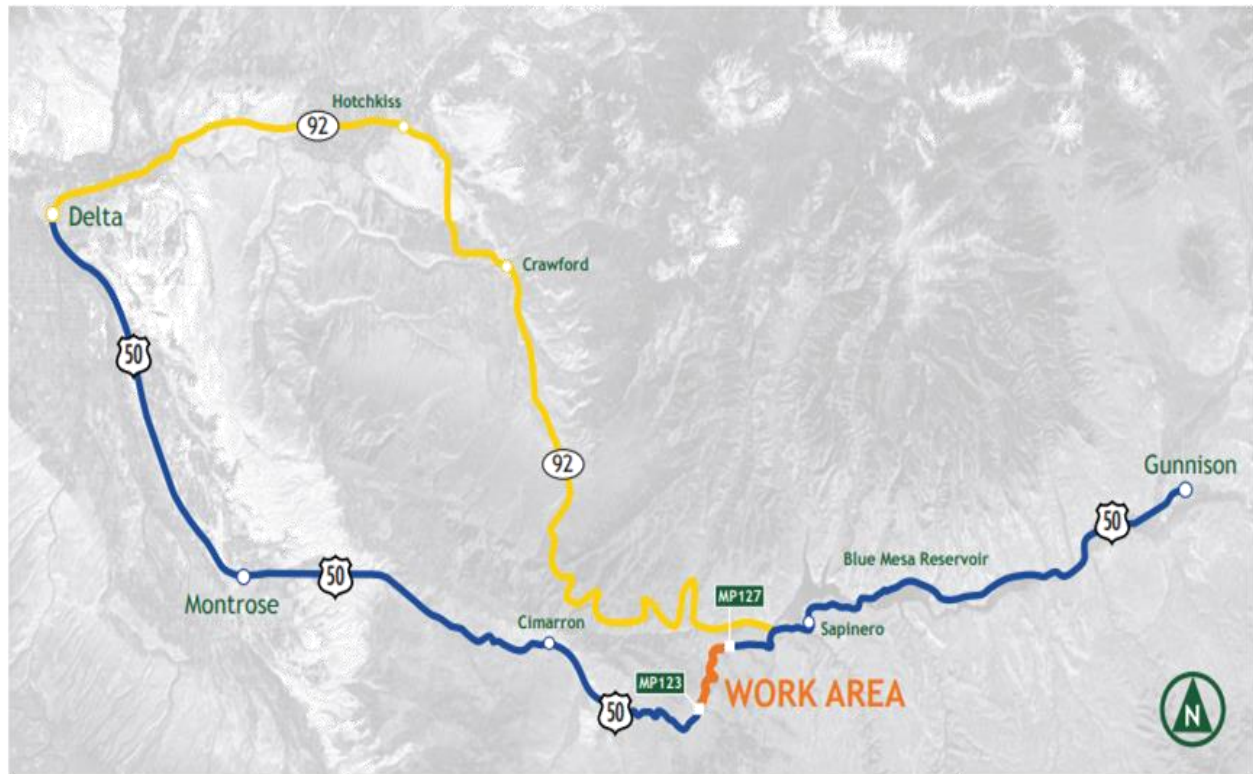 Hotchkiss
92
Delta
Crawford
50
92
Gunnison
50
Blue Mesa Reservoir
50
MP127
Montrose
Cimarron
Sapinero
MP123
WORK AREA
50
N